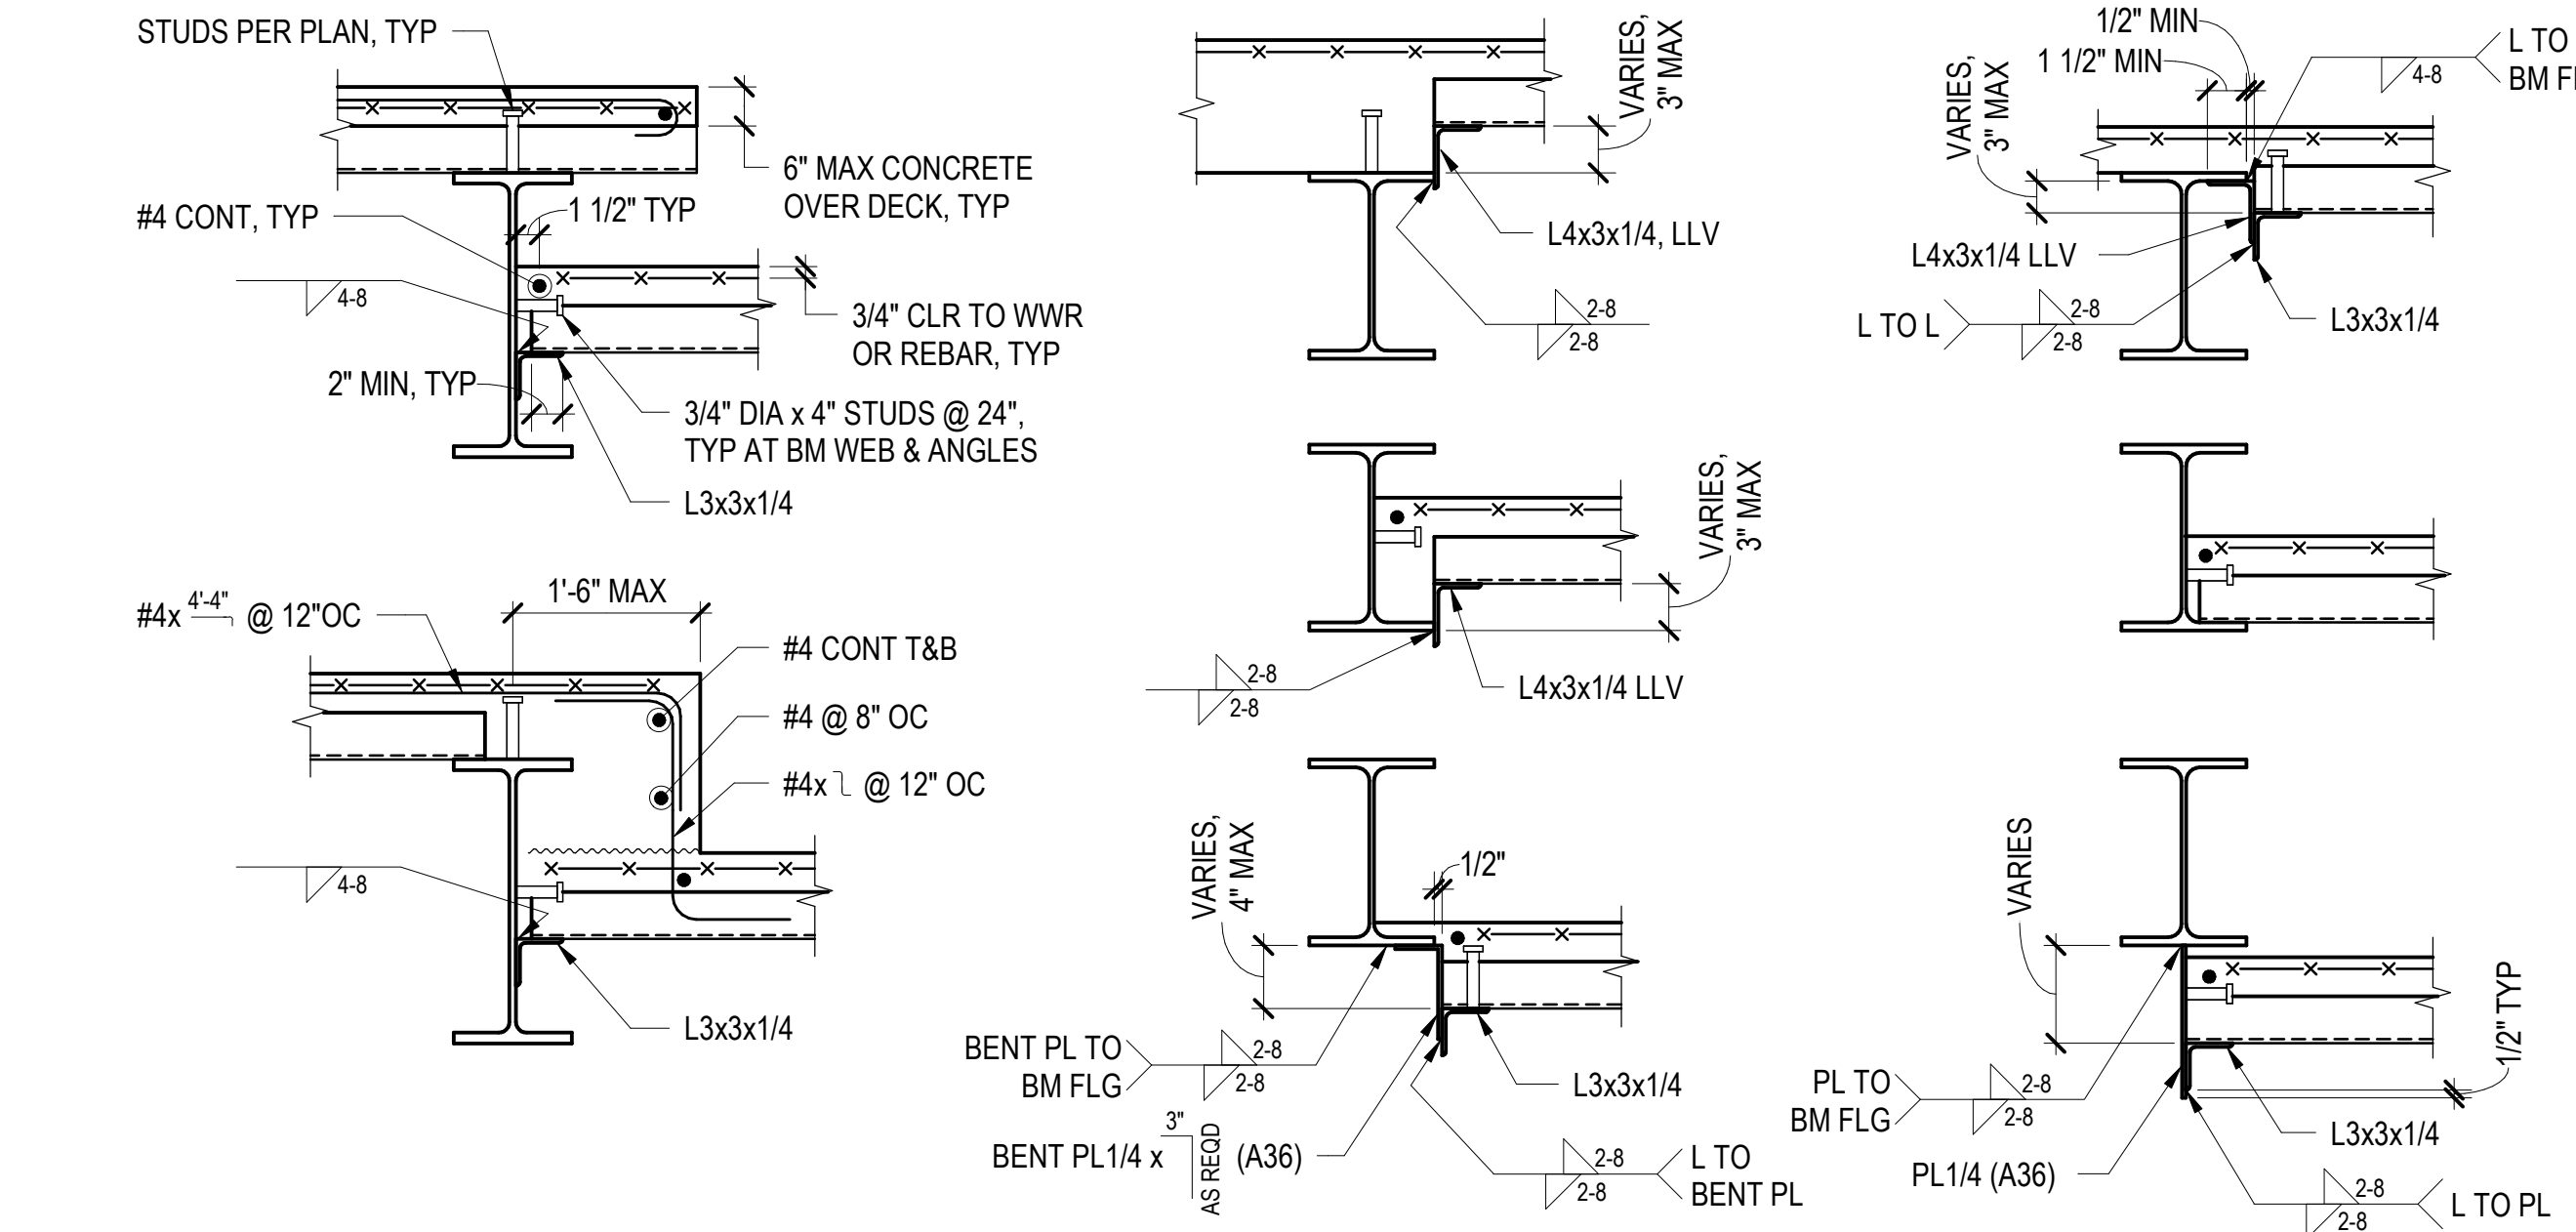 STUDS PER PLAN, TYP
6" MAX CONCRETE
OVER DECK, TYP
#4 CONT, TYP
1 1/2" TYP
4-8
3/4" CLR TO WWR
OR REBAR, TYP
2" MIN, TYP
3/4" DIA x 4" STUDS @ 24",
TYP AT BM WEB & ANGLES
L3x3x1/4
VARIES,
3" MAX
L4x3x1/4, LLV
2-8
2-8
1/2" MIN
1 1/2" MIN
VARIES,
3" MAX
4-8
L TO
BM F
L4x3x1/4 LLV
L TO L
2-8
2-8
L3x3x1/4
VARIES,
3" MAX
2-8
2-8
L4x3x1/4 LLV
#4x 4'-4" @ 12"OC
1'-6" MAX
#4 CONT T&B
#4 @ 8" OC
#4x @ 12" OC
4-8
L3x3x1/4
VARIES,
4" MAX
1/2"
BENT PL TO
BM FLG
2-8
2-8
L3x3x1/4
BENT PL1/4 x 3" AS REQD (A36)
2-8
2-8
L TO
BENT PL
VARIES
1/2" TYP
PL TO
BM FLG
2-8
2-8
L3x3x1/4
PL1/4 (A36)
2-8
2-8
L TO PL